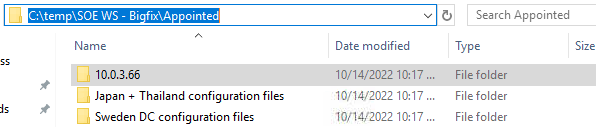 C:\temp\SOE WS - Bigfix\Appointed
Search Appointed
Name
Date modified
Type
Size
ss
10.0.3.66
10/14/2022 10:17 ...
File folder
Japan + Thailand configuration files
10/14/2022 10:17 ...
File folder
ds
Sweden DC configuration files
10/14/2022 10:17 ...
File folder